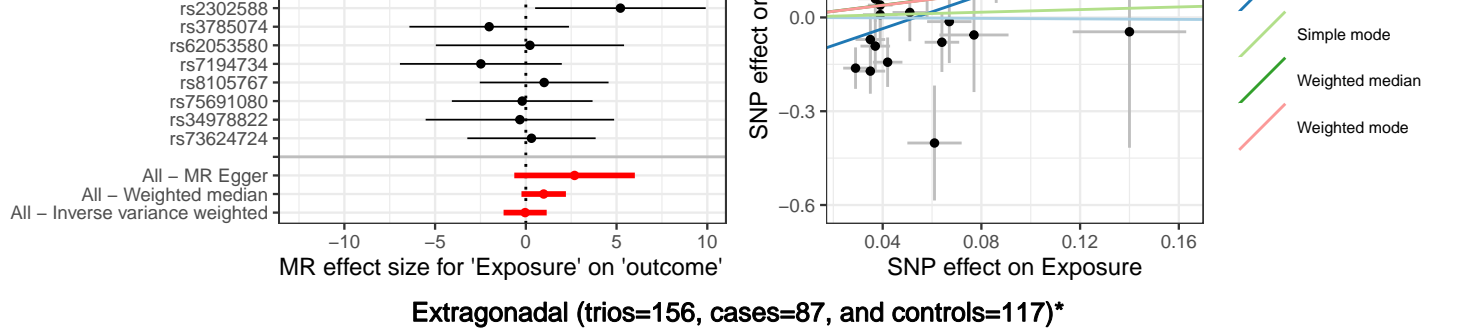 rs2302588
rs3785074
rs62053580
rs7194734
rs8105767
rs75691080
rs34978822
rs73624724
All − MR Egger
All − Weighted median
All − Inverse variance weighted
−10 −5 0 5 10
MR effect size for 'Exposure' on 'outcome'
SNP effect on
0.0
−0.3
−0.6
0.04 0.08 0.12 0.16
SNP effect on Exposure
Simple mode
Weighted median
Weighted mode
Extragonadal (trios=156, cases=87, and controls=117)*